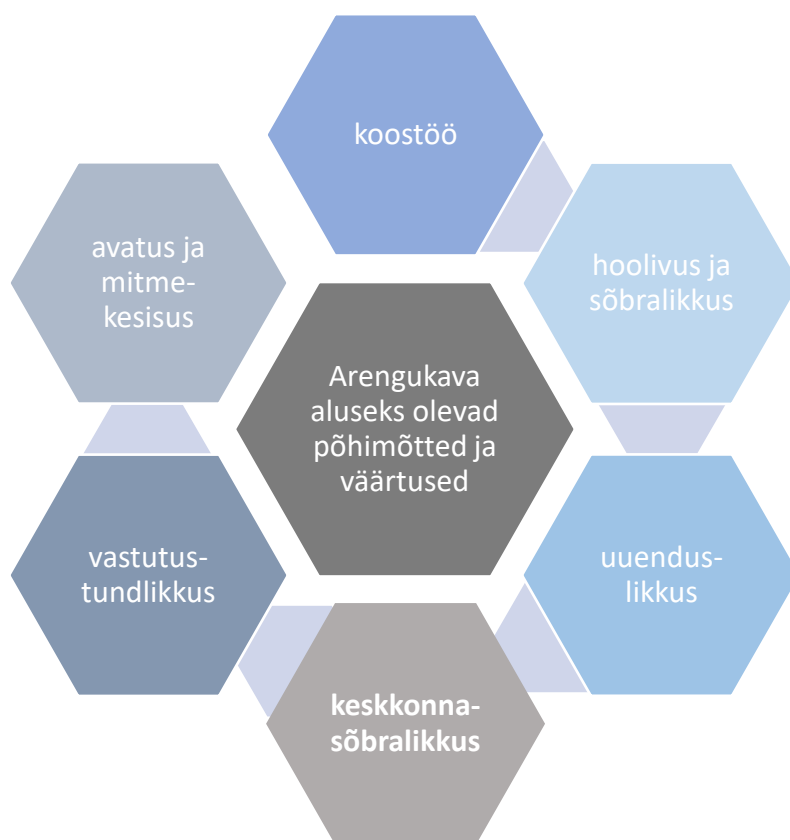 koostöö
avatus ja
mitme-
kesisus
hoolivus ja
sõbralikkus
Arengukava
aluseks olevad
põhimõtted ja
väärtused
vastutus-
tundlikkus
uuendus-
likkus
keskkonna-
sõbralikkus